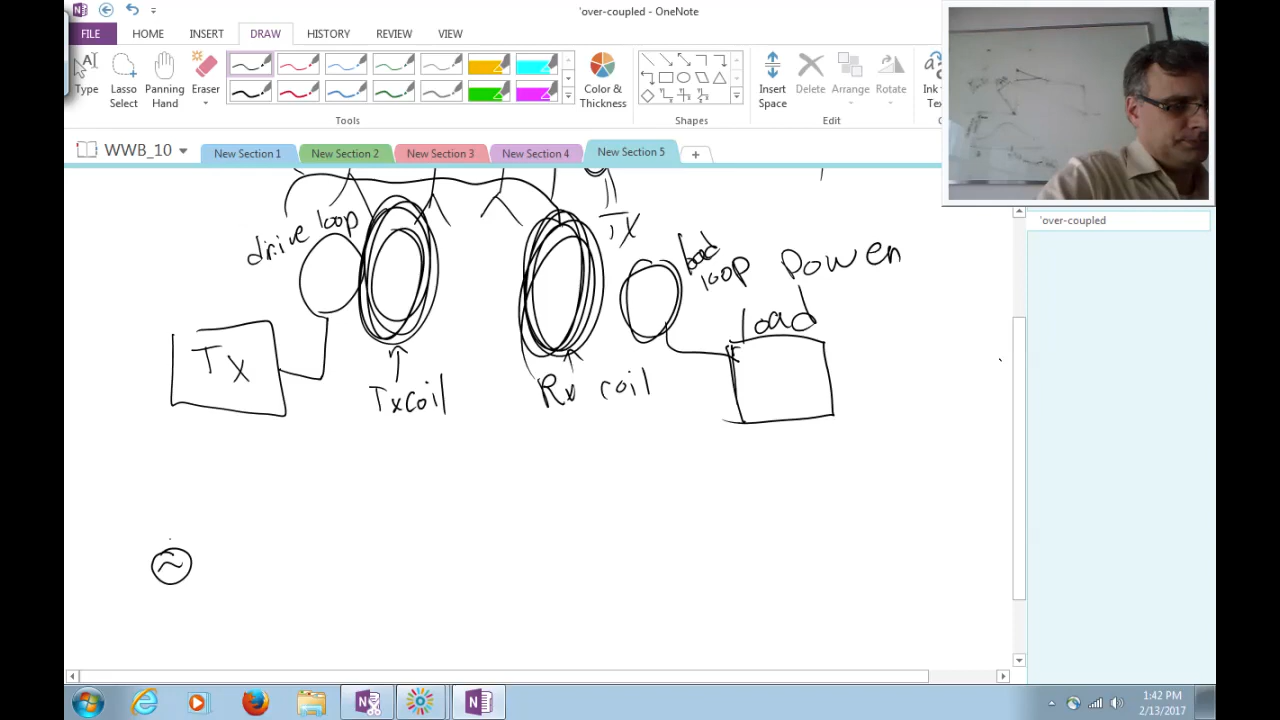 'over-coupled - OneNote
FILE HOME INSERT DRAW HISTORY REVIEW VIEW
Type
Lasso Select
Panning Hand
Eraser
Color & Thickness
Insert Space
Delete
Arrange
Rotate
Ink to Tex
Tools
Shapes
Edit
WWB_10
New Section 1
New Section 2
New Section 3
New Section 4
New Section 5
'over-coupled
drive loop
TX
load loop
Power
load
Tx
Tx coil
Rx coil
~
1:42 PM
2/13/2017